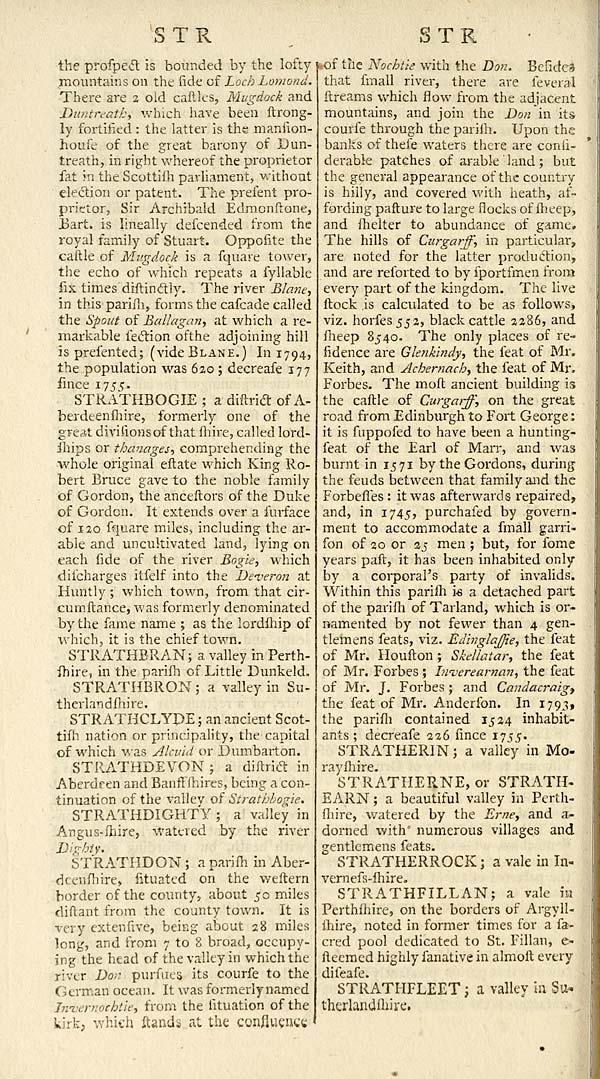 STR
the proſpect is bounded by the lofty
mountains on the ſide of Loch Lomond.
There are 2 old caſtles, Mugdock and
Duntreath, which have been ſtrong-
ly fortified : the latter is the manſion-
houſe of the great barony of Dun-
treath, in right whereof the proprietor
ſat in the Scottiſh parliament, without
election or patent. The preſent pro-
prietor, Sir Archibald Edmonſtone,
Bart. is lineally deſcended from the
royal family of Stuart. Oppoſite the
caſtle of Mugdock is a ſquare tower,
the echo of which repeats a ſyllable
ſix times diſtinctly. The river Blane,
in this pariſh, forms the caſcade called
the Spout of Ballagan, at which a re-
markable ſection ofthe adjoining hill
is preſented; (vide BLANE.) In 1794,
the population was 620 ; decreaſe 177
ſince 1755.
STRATHBOGIE ; a diſtrict of A-
berdeenſhire, formerly one of the
great diviſions of that ſhire, called lord-
ſhips or thanages, comprehending the
whole original eſtate which King Ro-
bert Bruce gave to the noble family
of Gordon, the anceſtors of the Duke
of Gordon. It extends over a ſurface
of 120 ſquare miles, including the ar-
able and uncultivated land, lying on
each ſide of the river Bogie, which
diſcharges itſelf into the Deveron at
Huntly ; which town, from that cir-
cumſtance, was formerly denominated
by the ſame name ; as the lordſhip of
which, it is the chief town.
STRATHBRAN; a valley in Perth-
ſhire, in the pariſh of Little Dunkeld.
STRATHBRON; a valley in Su-
therlandſhire.
STRATHCLYDE; an ancient Scot-
tiſh nation or principality, the capital
of which was Alcuid or Dumbarton.
STRATHDEVON ; a diſtrict in
Aberdeen and Banffſhires, being a con-
tinuation of the valley of Strathbogie.
STRATHDIGHTY ; a valley in
Angus-ſhire, watered by the river
Dighty.
STRATHDON ; a pariſh in Aber-
deenſhire, ſituated on the weſtern
border of the county, about 50 miles
diſtant from the county town. It is
very extenſive, being about 28 miles
long, and from 7 to 8 broad, occupy-
ing the head of the valley in which the
river Don purſues its courſe to the
German ocean. It was formerly named
Invernochtie, from the ſituation of the
kirk, which ſtands at the confluence
STR
of the Nochtie with the Don. Beſides
that ſmall river, there are ſeveral
ſtreams which flow from the adjacent
mountains, and join the Don in its
courſe through the pariſh. Upon the
banks of theſe waters there are conſi-
derable patches of arable land ; but
the general appearance of the country
is hilly, and covered with heath, af-
fording paſture to large flocks of ſheep,
and ſhelter to abundance of game.
The hills of Curgarff, in particular,
are noted for the latter production,
and are reſorted to by ſportſmen from
every part of the kingdom. The live
ſtock is calculated to be as follows,
viz. horſes 552, black cattle 2286, and
ſheep 8540. The only places of re-
ſidence are Glenkindy, the ſeat of Mr.
Keith, and Achernach, the ſeat of Mr.
Forbes. The moſt ancient building is
the caſtle of Curgarff, on the great
road from Edinburgh to Fort George:
it is ſuppoſed to have been a hunting-
ſeat of the Earl of Marr, and was
burnt in 1571 by the Gordons, during
the feuds between that family and the
Forbeſſes : it was afterwards repaired,
and, in 1745, purchaſed by govern-
ment to accommodate a ſmall garri-
ſon of 20 or 25 men ; but, for ſome
years paſt, it has been inhabited only
by a corporal's party of invalids.
Within this pariſh is a detached part
of the pariſh of Tarland, which is or-
namented by not fewer than 4 gen-
tlemens ſeats, viz. Edinglaſſie, the ſeat
of Mr. Houſton ; Skellatar, the ſeat
of Mr. Forbes ; Inverearnan, the ſeat
of Mr. J. Forbes ; and Candacraig,
the ſeat of Mr. Anderſon. In 1793,
the pariſh contained 1524 inhabit-
ants ; decreaſe 226 ſince 1755.
STRATHERIN ; a valley in Mo-
rayſhire.
STRATHERNE, or STRATH-
EARN ; a beautiful valley in Perth-
ſhire, watered by the Erne, and a-
dorned with numerous villages and
gentlemens ſeats.
STRATHERROCK ; a vale in In-
verneſs-ſhire.
STRATHFILLAN; a vale in
Perthſhire, on the borders of Argyll-
ſhire, noted in former times for a ſa-
cred pool dedicated to St. Fillan, e-
ſteemed highly ſanative in almoſt every
diſeaſe.
STRATHFLEET ; a valley in Su-
therlandſhire.